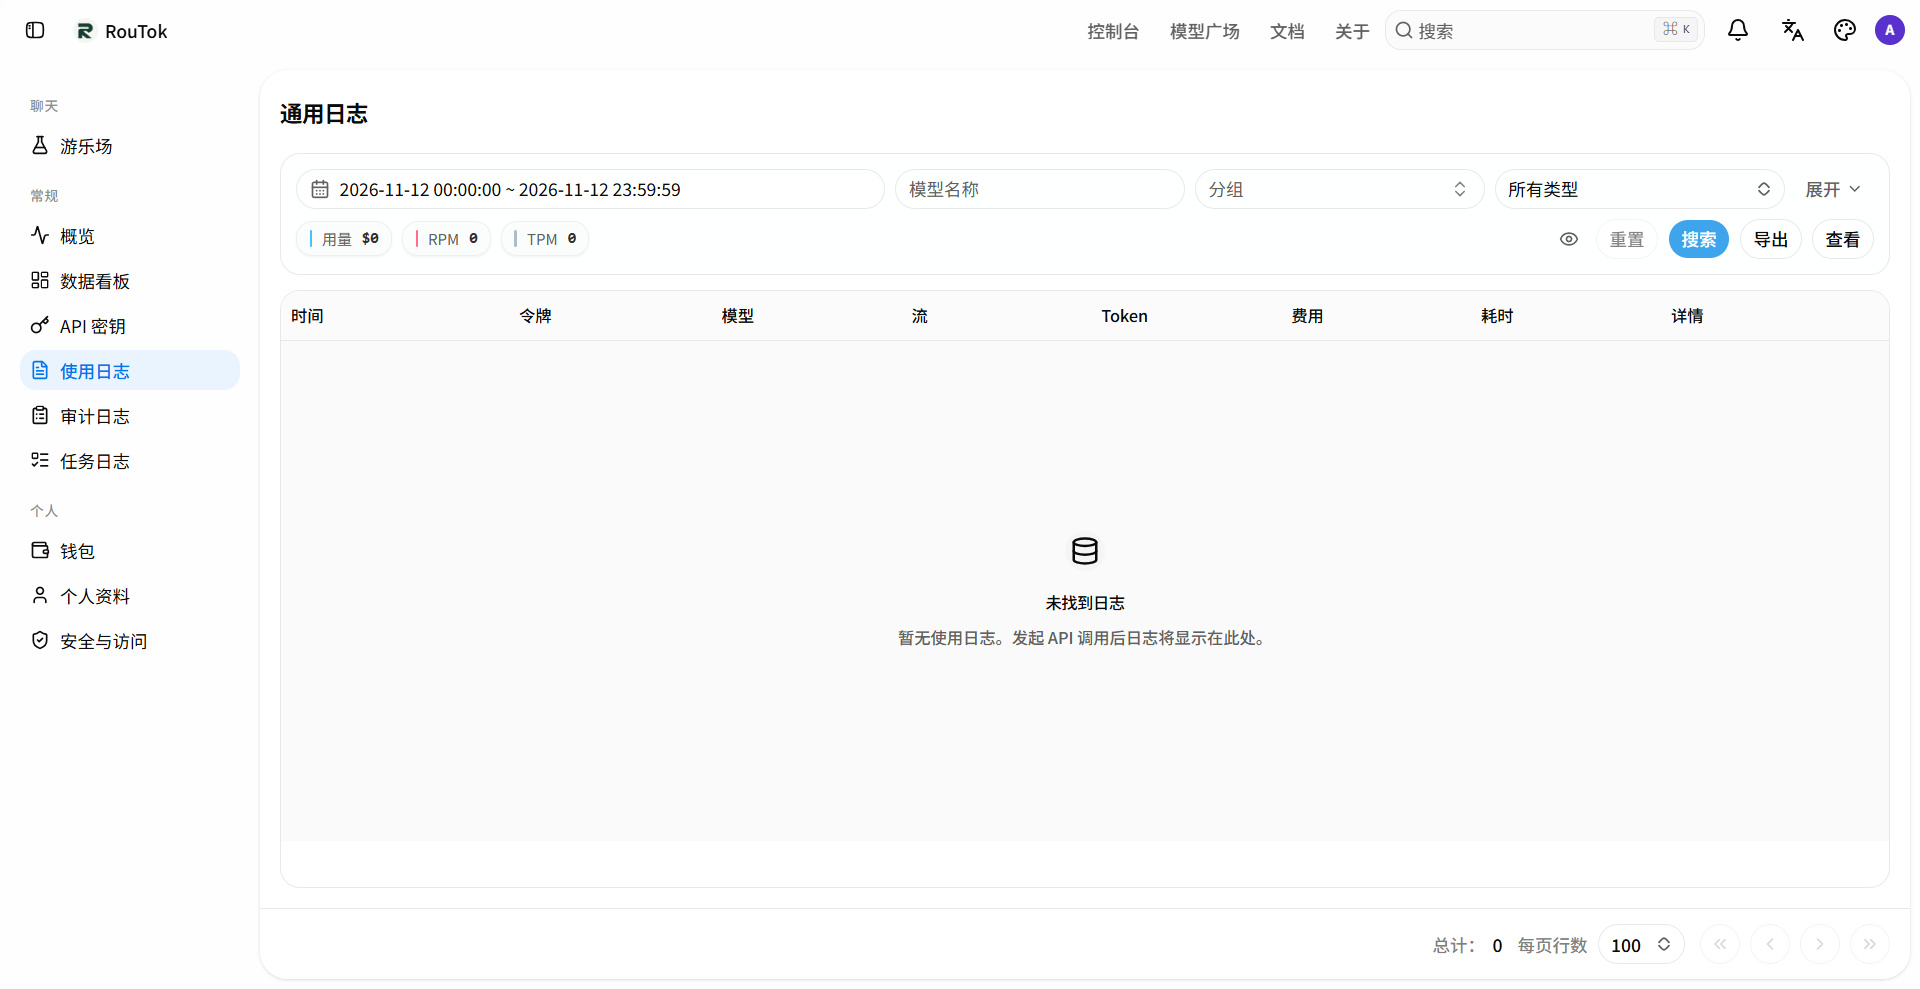 RouTok
控制台 模型广场 文档 关于 搜索 ⌘ K A
聊天
游乐场
常规
概览
数据看板
API 密钥
使用日志
审计日志
任务日志
个人
钱包
个人资料
安全与访问
通用日志
2026-11-12 00:00:00 ~ 2026-11-12 23:59:59 模型名称 分组 所有类型 展开
用量 $0 RPM 0 TPM 0 重置 搜索 导出 查看
时间 令牌 模型 流 Token 费用 耗时 详情
未找到日志
暂无使用日志。发起 API 调用后日志将显示在此处。
总计： 0 每页行数 100